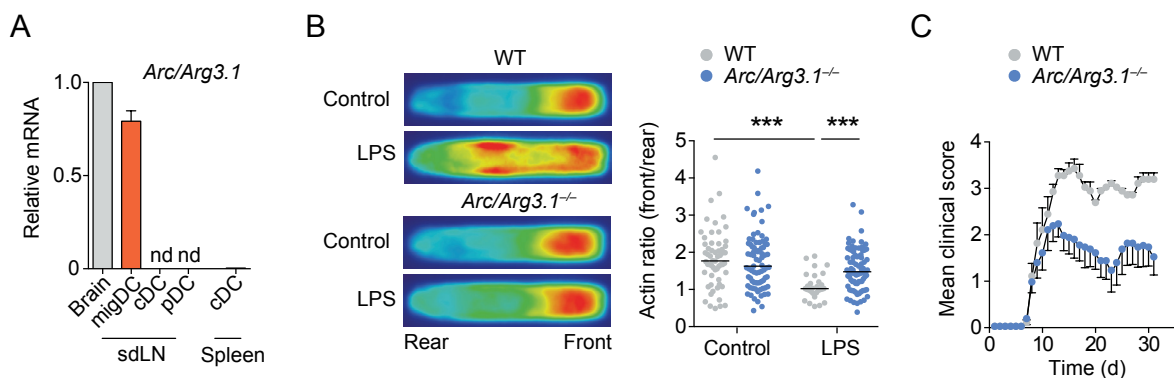 A
Arc/Arg3.1
Relative mRNA
1.0
0.5
0
nd nd
Brain
migDC
cDC
pDC
cDC
sdLN
Spleen
B
WT
Control
LPS
Arc/Arg3.1–/–
Control
LPS
Rear
Front
WT
Arc/Arg3.1–/–
*** ***
Actin ratio (front/rear)
5
4
3
2
1
0
Control
LPS
C
WT
Arc/Arg3.1–/–
Mean clinical score
4
3
2
1
0
0 10 20 30
Time (d)